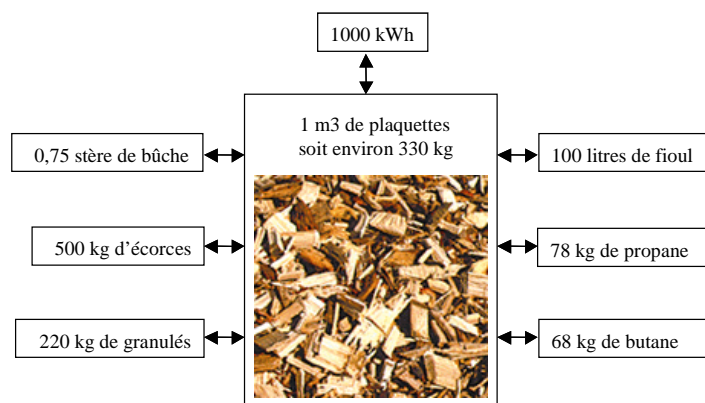 1000 kWh
1 m3 de plaquettes
soit environ 330 kg
0,75 stère de bûche
100 litres de fioul
500 kg d'écorces
78 kg de propane
220 kg de granulés
68 kg de butane